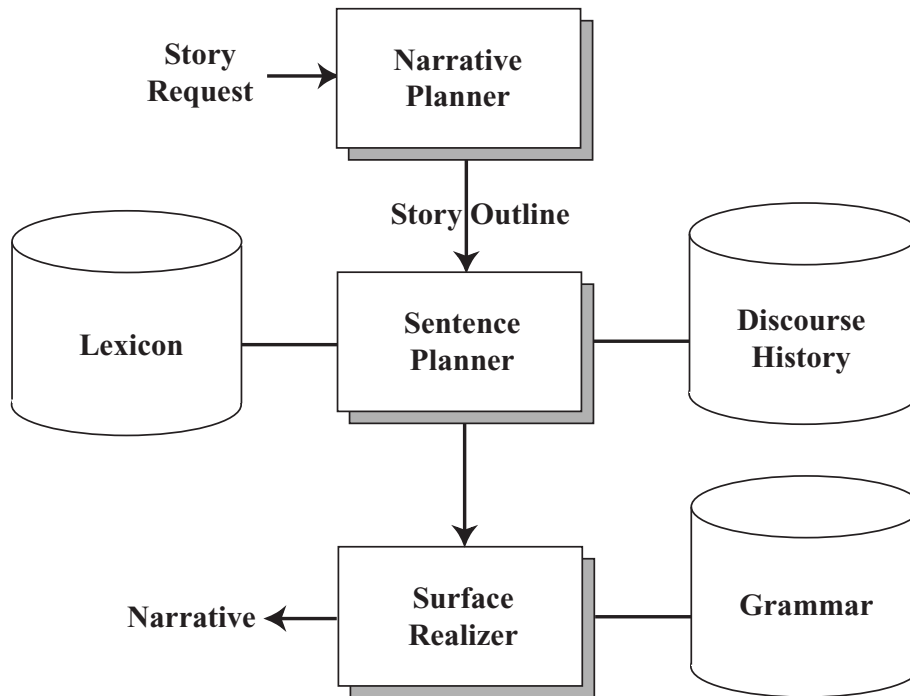 Story
Request
Narrative
Planner
Story Outline
Lexicon
Sentence
Planner
Discourse
History
Narrative
Surface
Realizer
Grammar